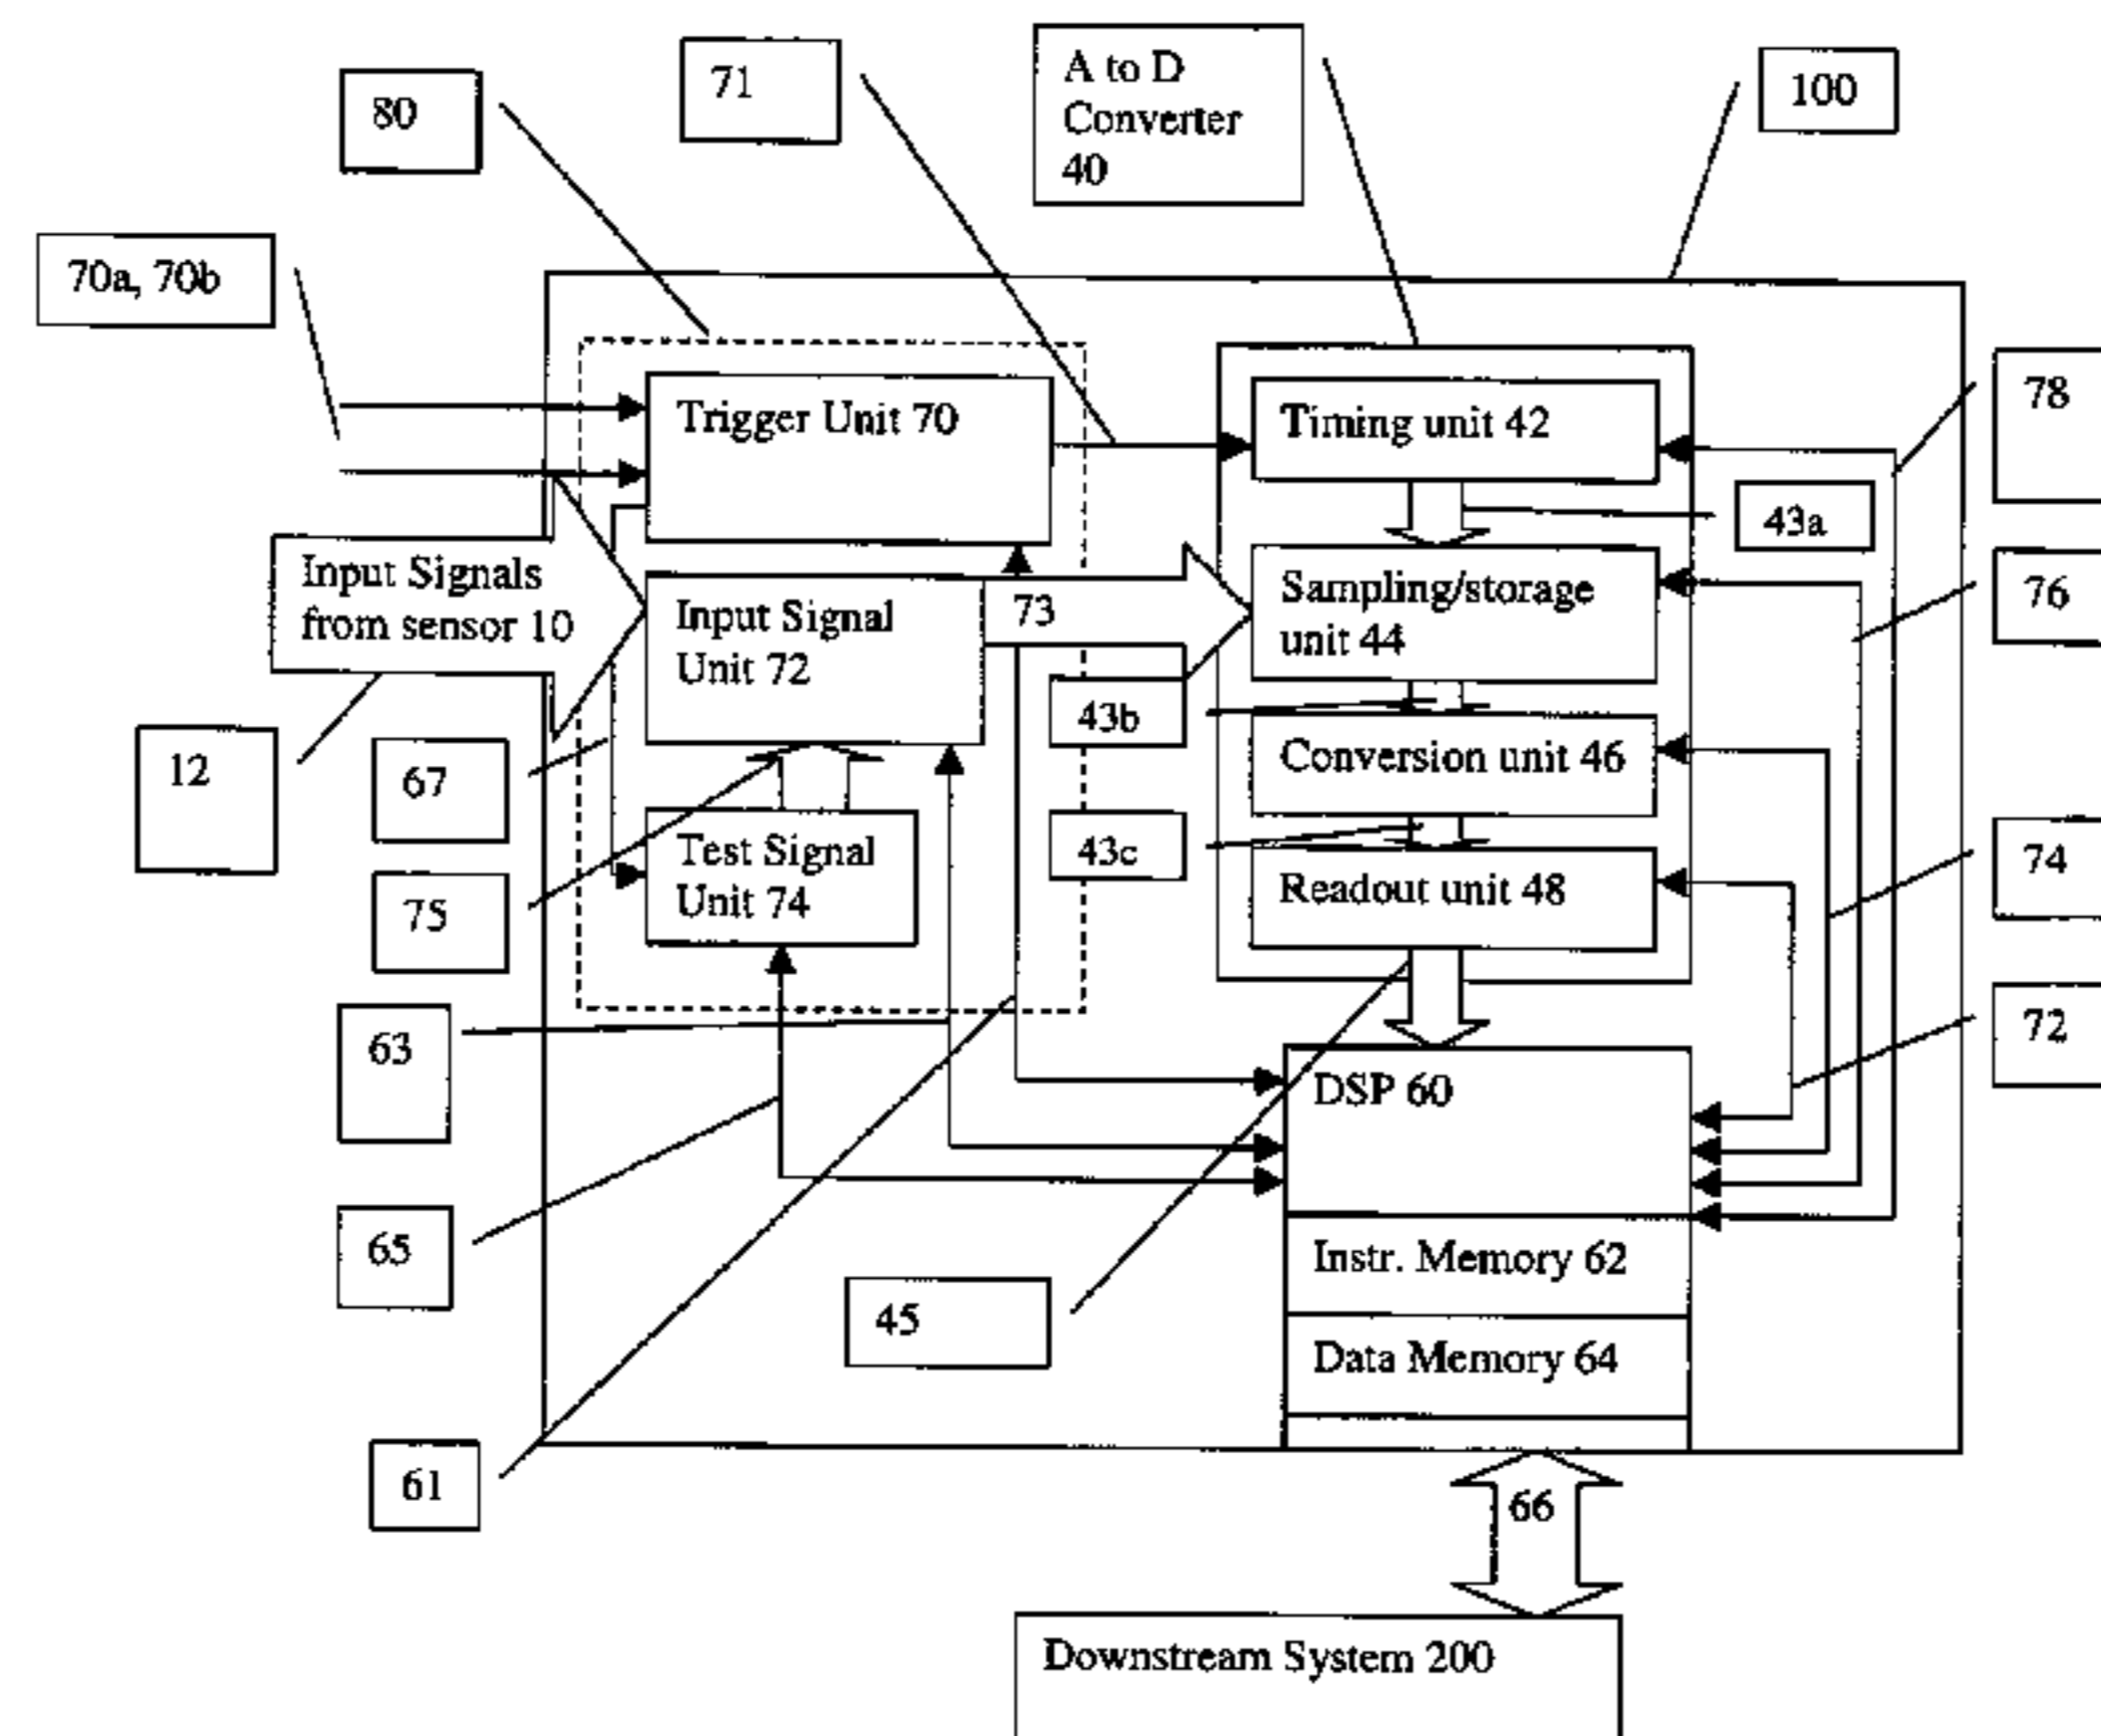 80
71
A to D
Converter
40
100
70a, 70b
Trigger Unit 70
Timing unit 42
78
43a
Input Signals
from sensor 10
Input Signal
Unit 72
73
Sampling/storage
unit 44
76
12
67
43b
Conversion unit 46
75
Test Signal
Unit 74
43c
Readout unit 48
74
63
DSP 60
72
65
45
Instr. Memory 62
Data Memory 64
61
66
Downstream System 200